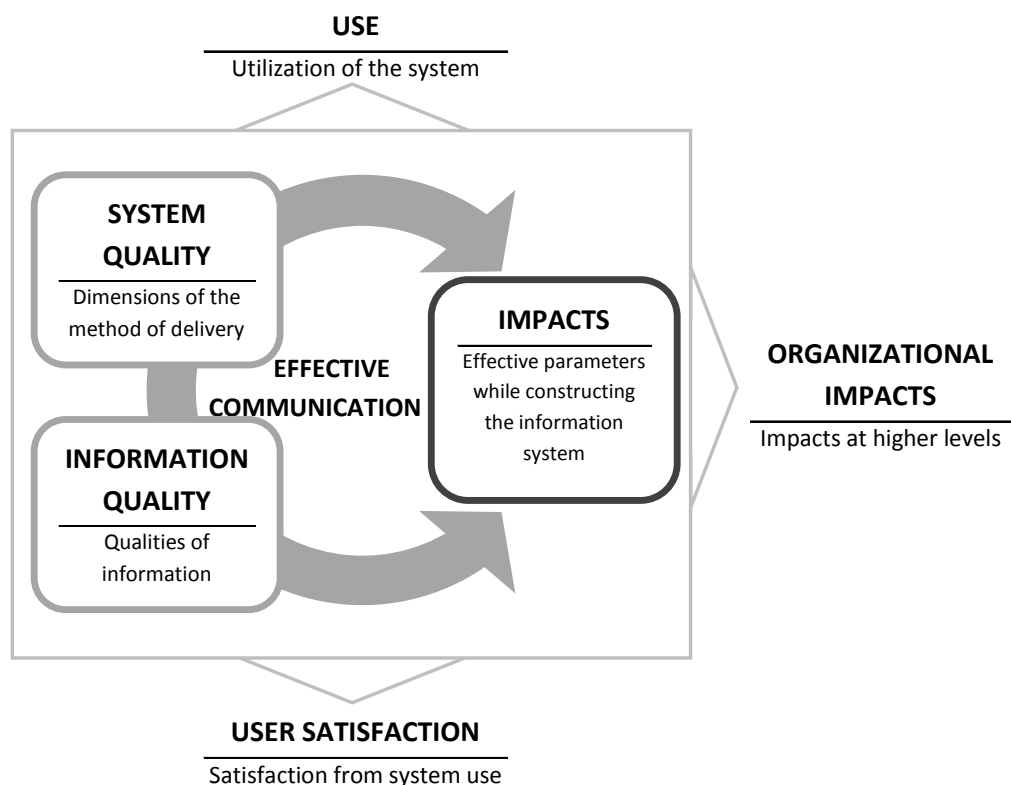 USE
Utilization of the system
SYSTEM
QUALITY
Dimensions of the
method of delivery
EFFECTIVE
COMMUNICATION
INFORMATION
QUALITY
Qualities of
information
IMPACTS
Effective parameters
while constructing
the information
system
ORGANIZATIONAL
IMPACTS
Impacts at higher levels
USER SATISFACTION
Satisfaction from system use